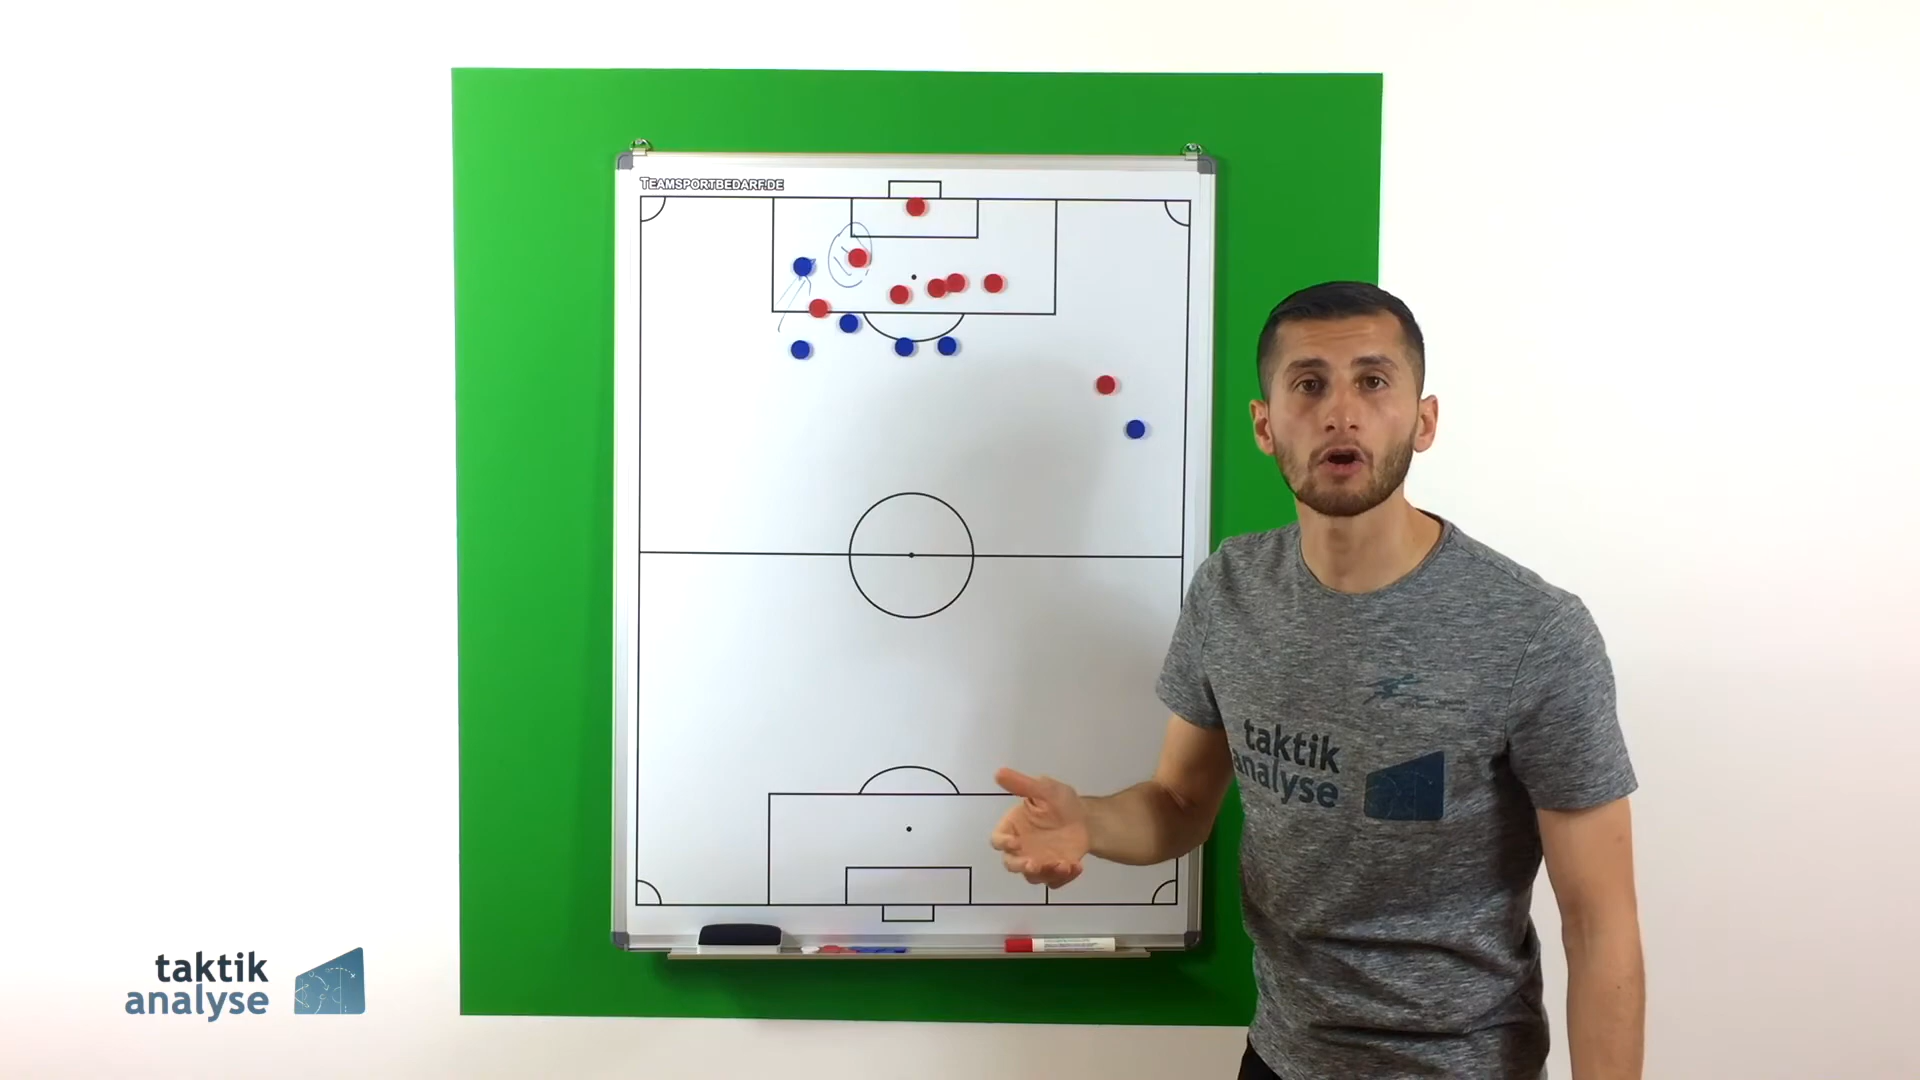 TEAMSPORTBEDARF.DE
taktik
analyse
taktik
analyse